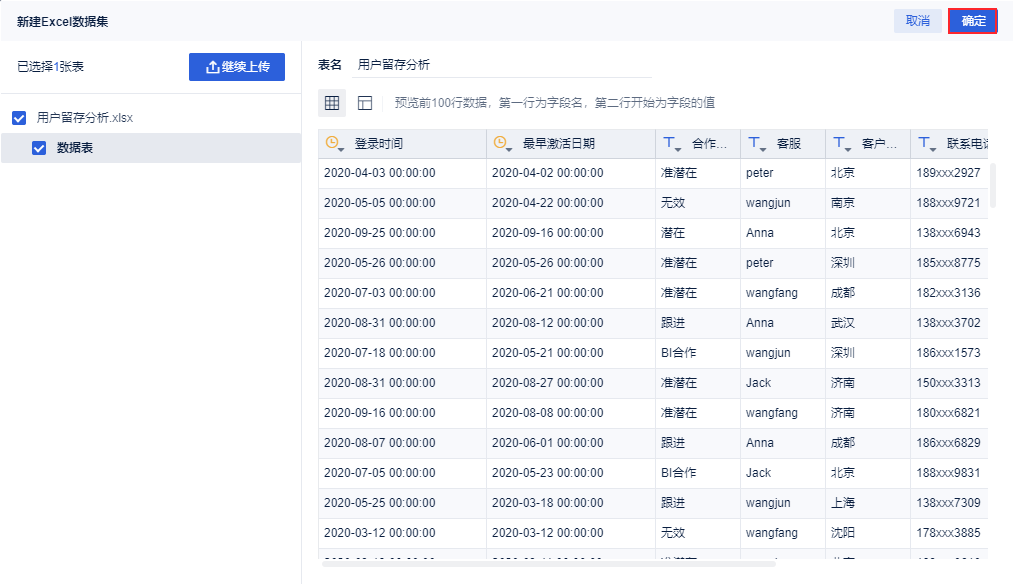 新建Excel数据集
取消 确定
已选择1张表 继续上传
用户留存分析.xlsx
数据表
表名 用户留存分析
预览前100行数据，第一行为字段名，第二行开始为字段的值
登录时间 最早激活日期 合作... 客服 客户... 联系电
2020-04-03 00:00:00 2020-04-02 00:00:00 准潜在 peter 北京 189xxx2927
2020-05-05 00:00:00 2020-04-22 00:00:00 无效 wangjun 南京 188xxx9721
2020-09-25 00:00:00 2020-09-16 00:00:00 潜在 Anna 北京 138xxx6943
2020-05-26 00:00:00 2020-05-26 00:00:00 准潜在 peter 深圳 185xxx8775
2020-07-03 00:00:00 2020-06-21 00:00:00 准潜在 wangfang 成都 182xxx3136
2020-08-31 00:00:00 2020-08-12 00:00:00 跟进 Anna 武汉 138xxx3702
2020-07-18 00:00:00 2020-05-21 00:00:00 BI合作 wangjun 深圳 186xxx1573
2020-08-31 00:00:00 2020-08-27 00:00:00 准潜在 Jack 济南 150xxx3313
2020-09-16 00:00:00 2020-08-08 00:00:00 准潜在 wangfang 济南 180xxx6821
2020-08-07 00:00:00 2020-06-01 00:00:00 跟进 Anna 成都 186xxx6829
2020-07-05 00:00:00 2020-05-23 00:00:00 BI合作 Jack 北京 188xxx9831
2020-05-25 00:00:00 2020-03-18 00:00:00 跟进 wangjun 上海 138xxx7309
2020-03-12 00:00:00 2020-03-12 00:00:00 无效 wangfang 沈阳 178xxx3885